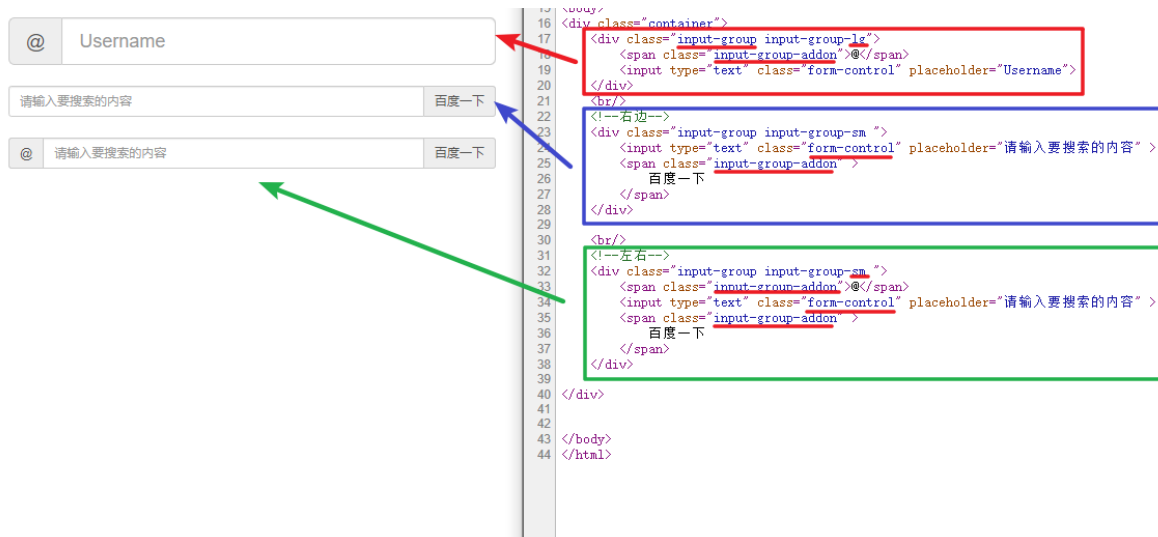 @ Username
请输入要搜索的内容 百度一下
@ 请输入要搜索的内容 百度一下
15 <body>
16 <div class="container">
17 <div class="input-group input-group-lg">
18 <span class="input-group-addon">@</span>
19 <input type="text" class="form-control" placeholder="Username">
20 </div>
21 <br/>
22 <!--右边-->
23 <div class="input-group input-group-sm ">
24 <input type="text" class="form-control" placeholder="请输入要搜索的内容" >
25 <span class="input-group-addon" >
26 百度一下
27 </span>
28 </div>
29
30 <br/>
31 <!--左右-->
32 <div class="input-group input-group-sm ">
33 <span class="input-group-addon">@</span>
34 <input type="text" class="form-control" placeholder="请输入要搜索的内容" >
35 <span class="input-group-addon" >
36 百度一下
37 </span>
38 </div>
39
40 </div>
41
42
43 </body>
44 </html>